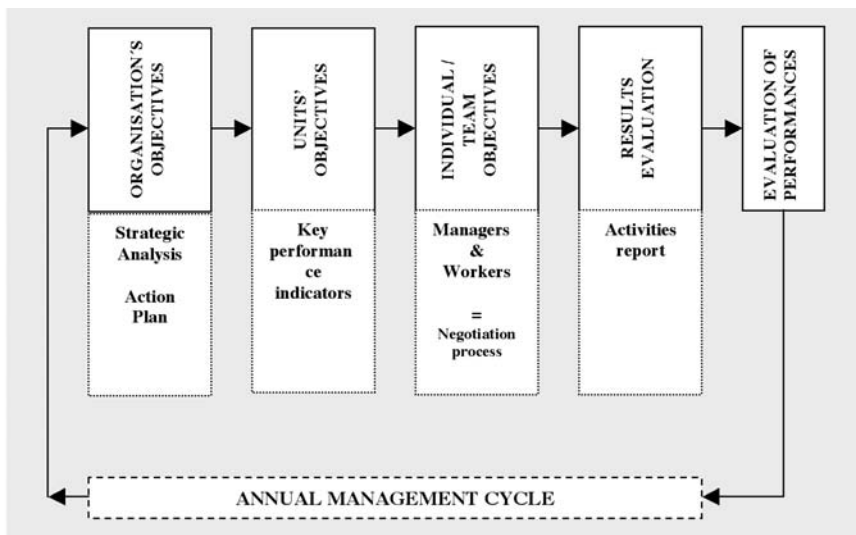 ORGANISATION´S
OBJECTIVES
UNITS’
OBJECTIVES
INDIVIDUAL /
TEAM
OBJECTIVES
RESULTS
EVALUATION
EVALUATION OF
PERFORMANCES
Strategic
Analysis
Action
Plan
Key
performan
ce
indicators
Managers
&
Workers
=
Negotiation
process
Activities
report
ANNUAL MANAGEMENT CYCLE